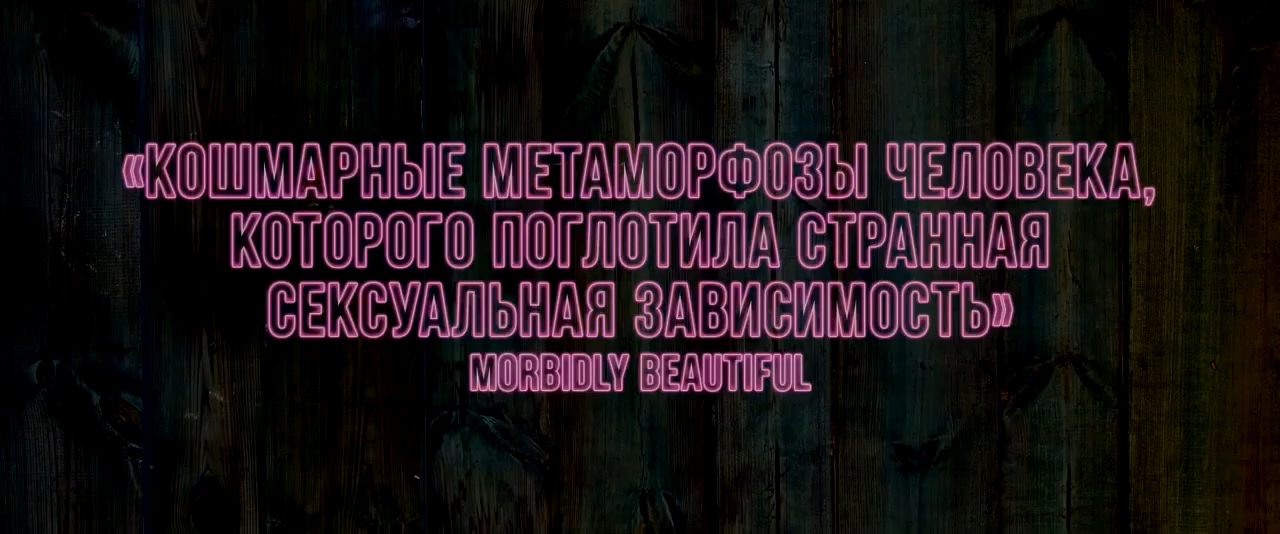 «КОШМАРНЫЕ МЕТАМОРФОЗЫ ЧЕЛОВЕКА,
КОТОРОГО ПОГЛОТИЛА СТРАННАЯ
СЕКСУАЛЬНАЯ ЗАВИСИМОСТЬ»
MORBIDLY BEAUTIFUL